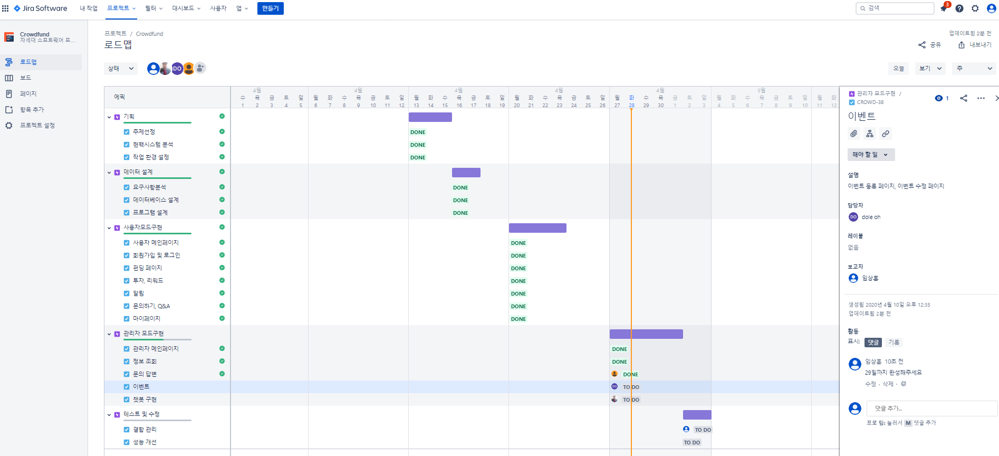 Jira Software
내 작업
프로젝트
필터
대시보드
사용자
앱
만들기
검색
3
Crowdfund
차세대 소프트웨어 프...
로드맵
보드
페이지
항목 추가
프로젝트 설정
프로젝트 / Crowdfund
로드맵
업데이트된 2분 전
공유
내보내기
상태
DO
오늘
보기
주
에픽
4월 4월 4월 4월 4월 5월
수 목 금 토 일 월 화 수 목 금 토 일 월 화 수 목 금 토 일 월 화 수 목 금 토 일 월 화 수 목 금 토 일 월 화 수 목 금 토 일 월 화
1 2 3 4 5 6 7 8 9 10 11 12 13 14 15 16 17 18 19 20 21 22 23 24 25 26 27 28 29 30 1 2 3 4 5 6 7 8 9 10 11 12
기획
주제선정 DONE
현핵시스템 분석 DONE
작업 환경 설정 DONE
데이터 설계
요구사항분석 DONE
데이터베이스 설계 DONE
프로그램 설계 DONE
사용자모드구현
사용자 메인페이지 DONE
회원가입 및 로그인 DONE
펀딩 페이지 DONE
투자, 리워드 DONE
알림 DONE
문의하기, Q&A DONE
마이페이지 DONE
관리자 모드구현
관리자 메인페이지 DONE
정보 조회 DONE
문의 답변 DONE
이벤트 DO TO DO
챗봇 구현 TO DO
테스트 및 수정
결함 관리 TO DO
성능 개선 TO DO
관리자 모드구현 /
CROWD-38
1
이벤트
해야 할 일
설명
이벤트 등록 페이지, 이벤트 수정 페이지
담당자
DO dole oh
레이블
없음
보고자
임상훈
생성됨 2020년 4월 10일 오후 12:35
업데이트됨 2분 전
활동
표시: 댓글 기록
임상훈 10초 전
29일까지 완성해주세요
수정 · 삭제 ·
댓글 추가...
프로 팁: 눌러서 M 댓글 추가